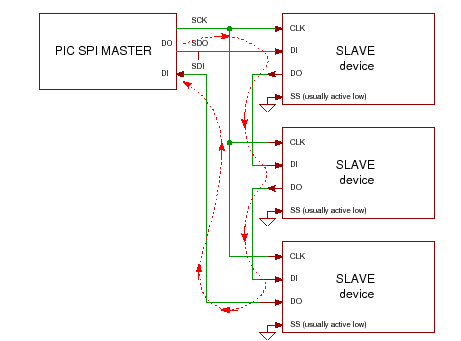 SCK
PIC SPI MASTER
DO
SDO
SDI
DI
CLK
DI
SLAVE
device
DO
SS (usually active low)
CLK
DI
SLAVE
device
DO
SS (usually active low)
CLK
DI
SLAVE
device
DO
SS (usually active low)